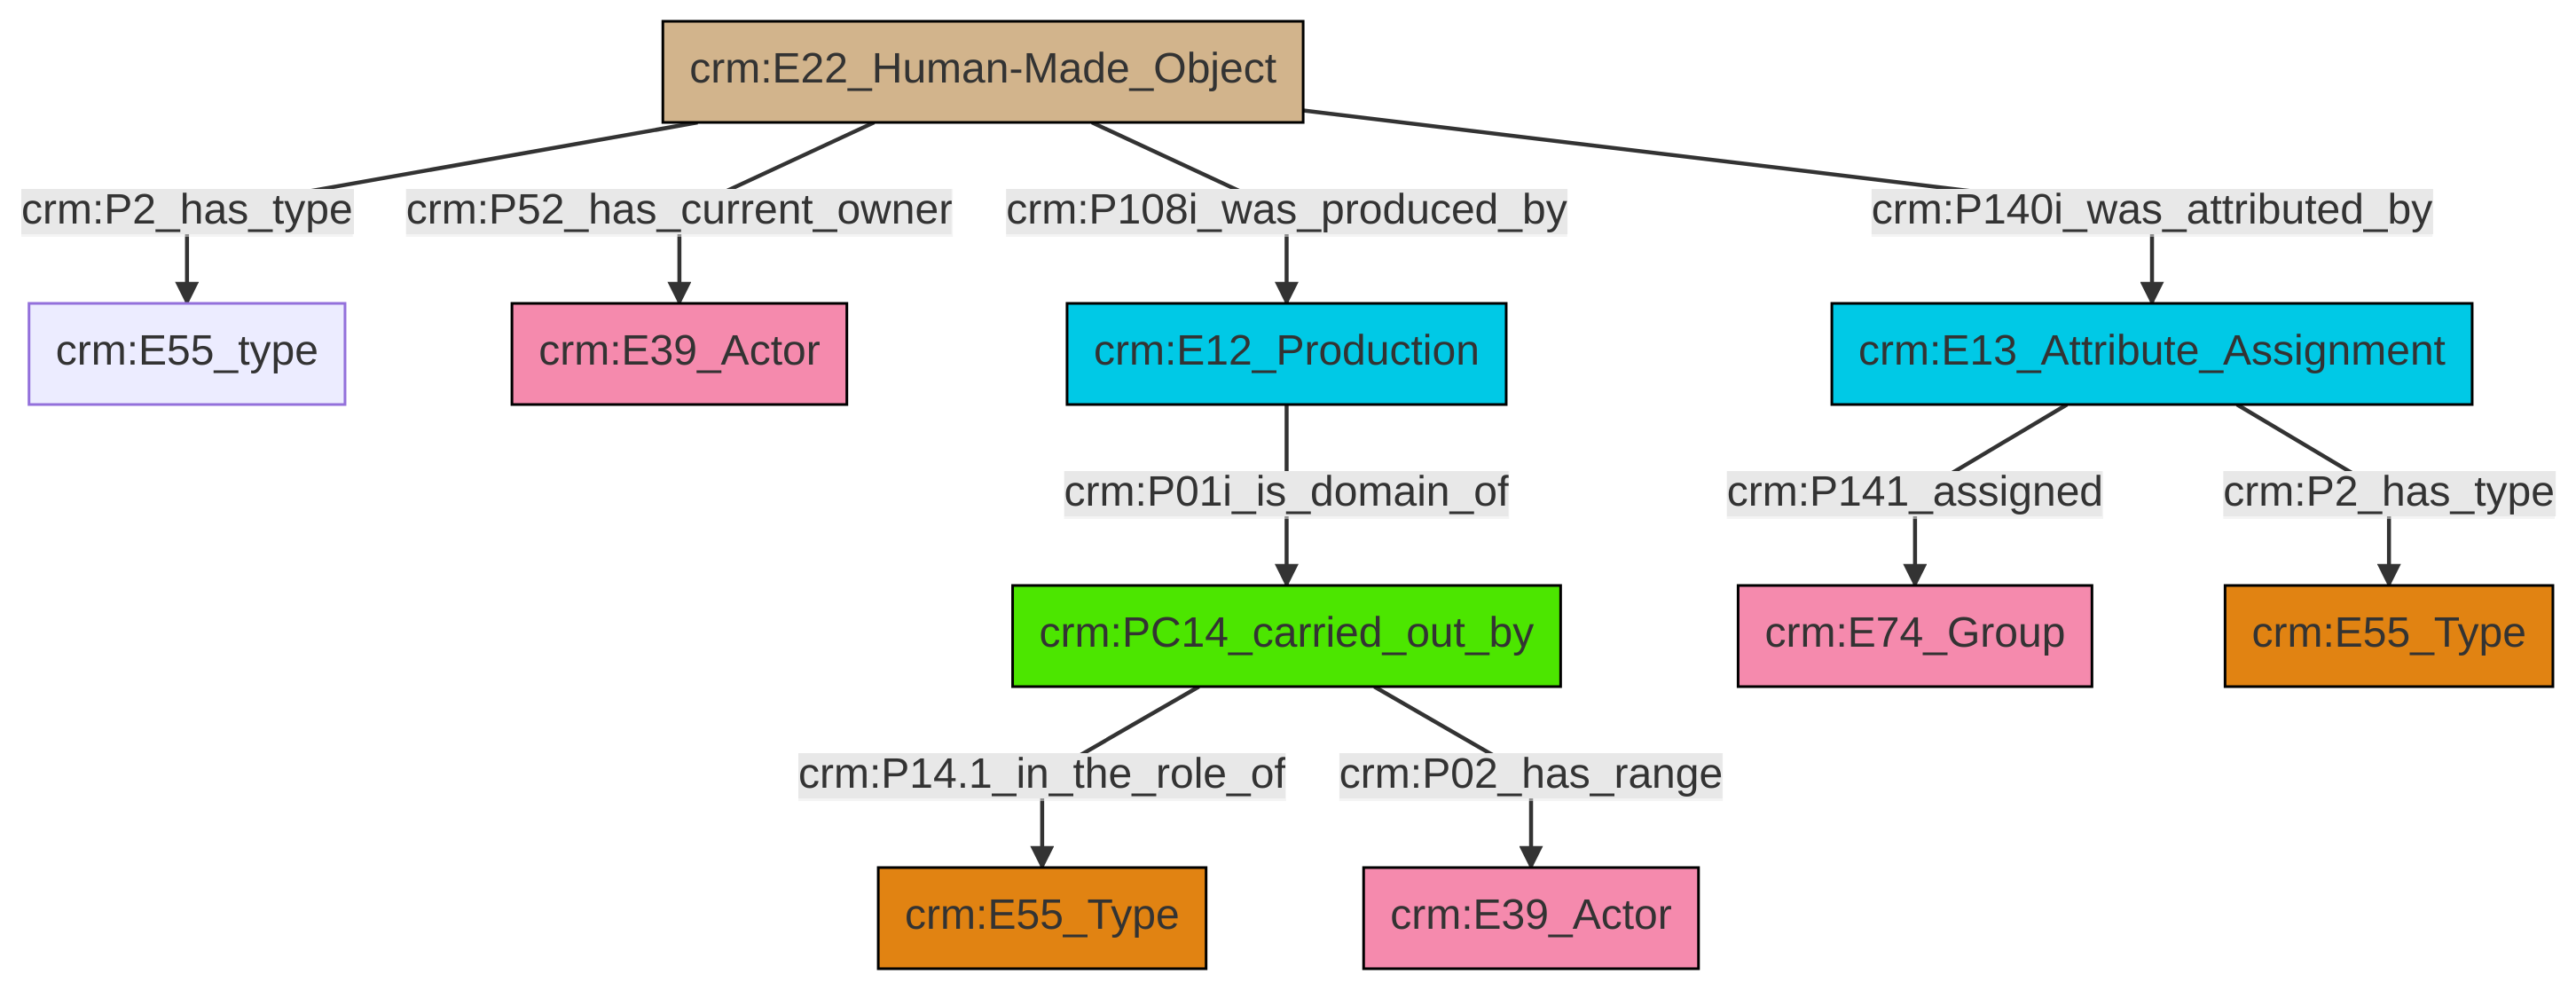 crm:E22_Human-Made_Object
crm:P2_has_type
crm:P52_has_current_owner
crm:P108i_was_produced_by
crm:P140i_was_attributed_by
crm:E55_type
crm:E39_Actor
crm:E12_Production
crm:E13_Attribute_Assignment
crm:P01i_is_domain_of
crm:P141_assigned
crm:P2_has_type
crm:PC14_carried_out_by
crm:E74_Group
crm:E55_Type
crm:P14.1_in_the_role_of
crm:P02_has_range
crm:E55_Type
crm:E39_Actor